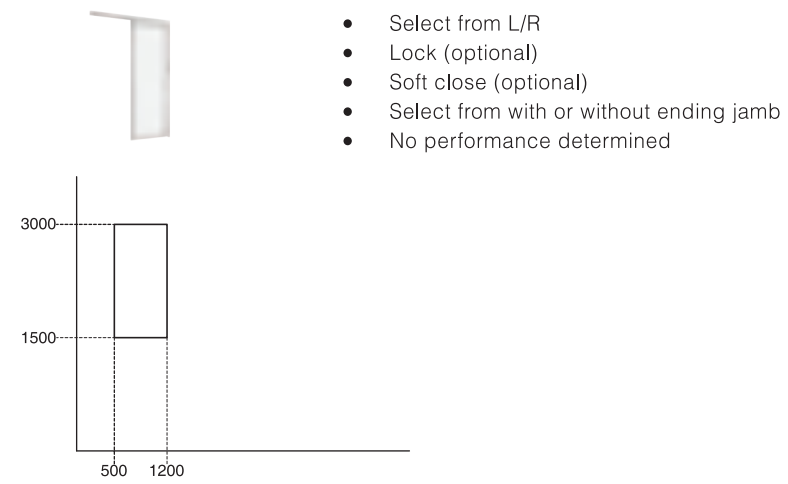 • Select from L/R
• Lock (optional)
• Soft close (optional)
• Select from with or without ending jamb
• No performance determined
3000
1500
500 1200